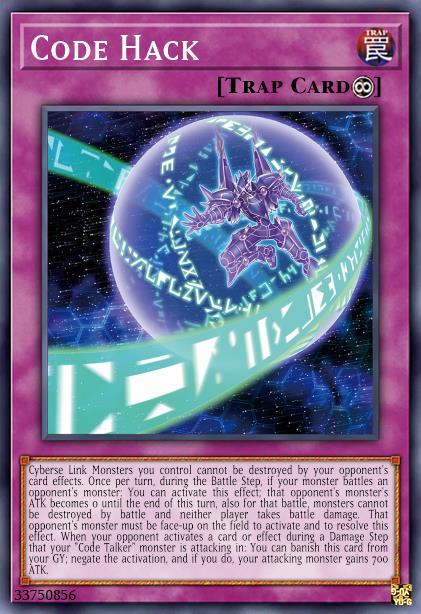 Code Hack
TRAP
罠
[Trap Card]
Cyberse Link Monsters you control cannot be destroyed by your opponent's
card effects. Once per turn, during the Battle Step, if your monster battles an
opponent's monster: You can activate this effect; that opponent's monster's
ATK becomes 0 until the end of this turn, also for that battle, monsters cannot
be destroyed by battle and neither player takes battle damage. That
opponent's monster must be face-up on the field to activate and to resolve this
effect. When your opponent activates a card or effect during a Damage Step
that your "Code Talker" monster is attacking in: You can banish this card from
your GY; negate the activation, and if you do, your attacking monster gains 700
ATK.
33750856